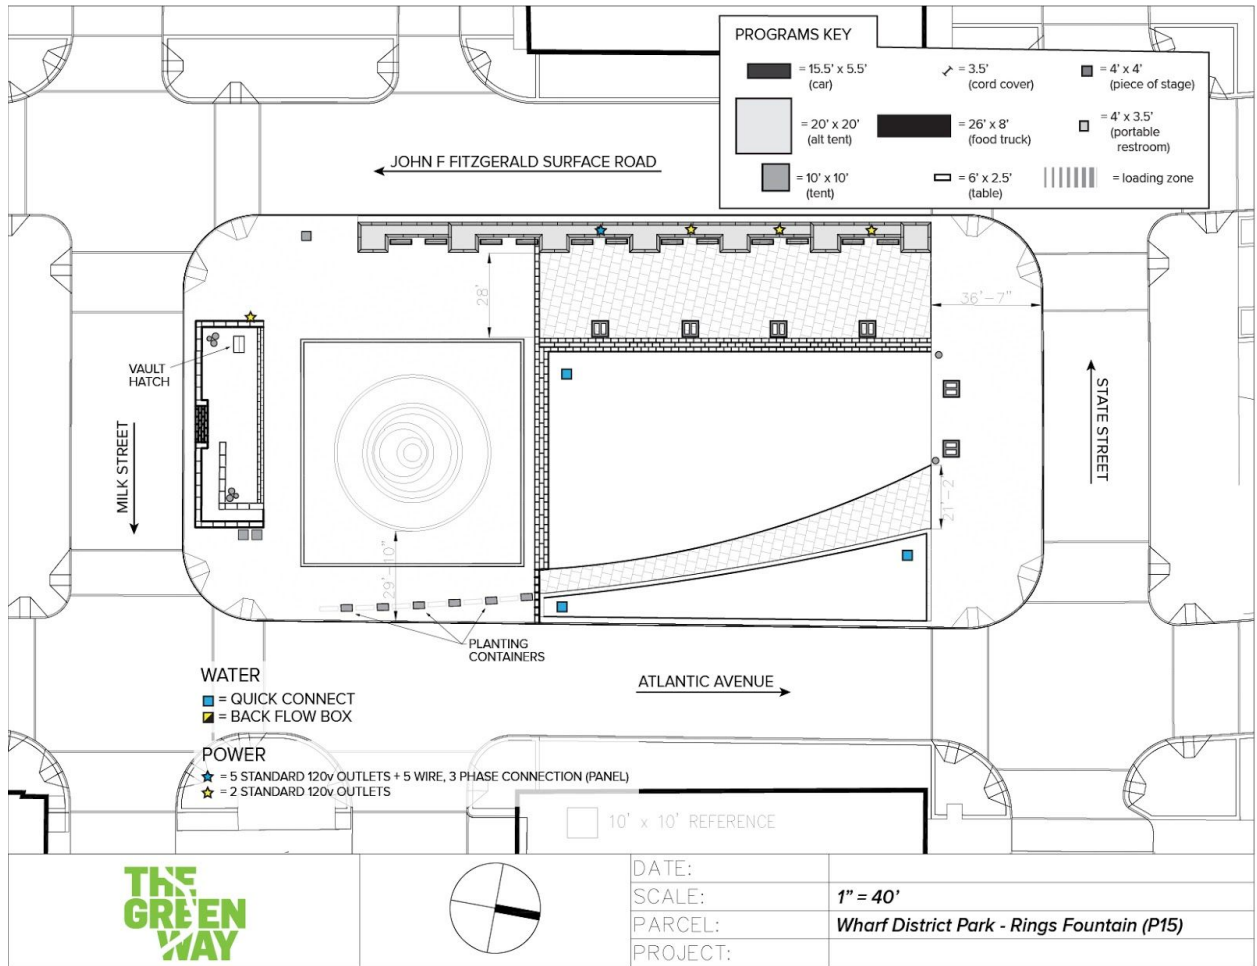 PROGRAMS KEY
= 15.5' x 5.5'
(car)
= 3.5'
(cord cover)
= 4' x 4'
(piece of stage)
= 20' x 20'
(alt tent)
= 26' x 8'
(food truck)
= 4' x 3.5'
(portable
restroom)
= 10' x 10'
(tent)
= 6' x 2.5'
(table)
= loading zone
JOHN F FITZGERALD SURFACE ROAD
28'
36'-7"
VAULT
HATCH
MILK STREET
STATE STREET
21'-2"
29'-10"
PLANTING
CONTAINERS
ATLANTIC AVENUE
WATER
= QUICK CONNECT
= BACK FLOW BOX
POWER
= 5 STANDARD 120v OUTLETS + 5 WIRE, 3 PHASE CONNECTION (PANEL)
= 2 STANDARD 120v OUTLETS
10' x 10' REFERENCE
THE
GREEN
WAY
DATE:
SCALE: 1" = 40'
PARCEL: Wharf District Park - Rings Fountain (P15)
PROJECT: